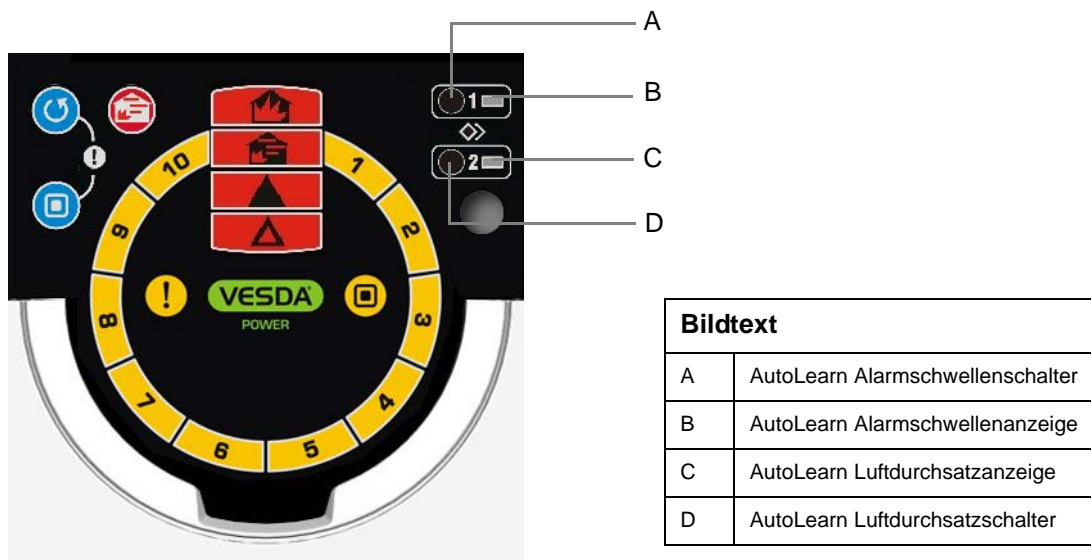 A
B
C
D
1
2
!
10
1
9
2
8
3
7
4
6
5
!
VESDA
POWER
Bildtext
A AutoLearn Alarmschwellenschalter
B AutoLearn Alarmschwellenanzeige
C AutoLearn Luftdurchsatzanzeige
D AutoLearn Luftdurchsatzschalter